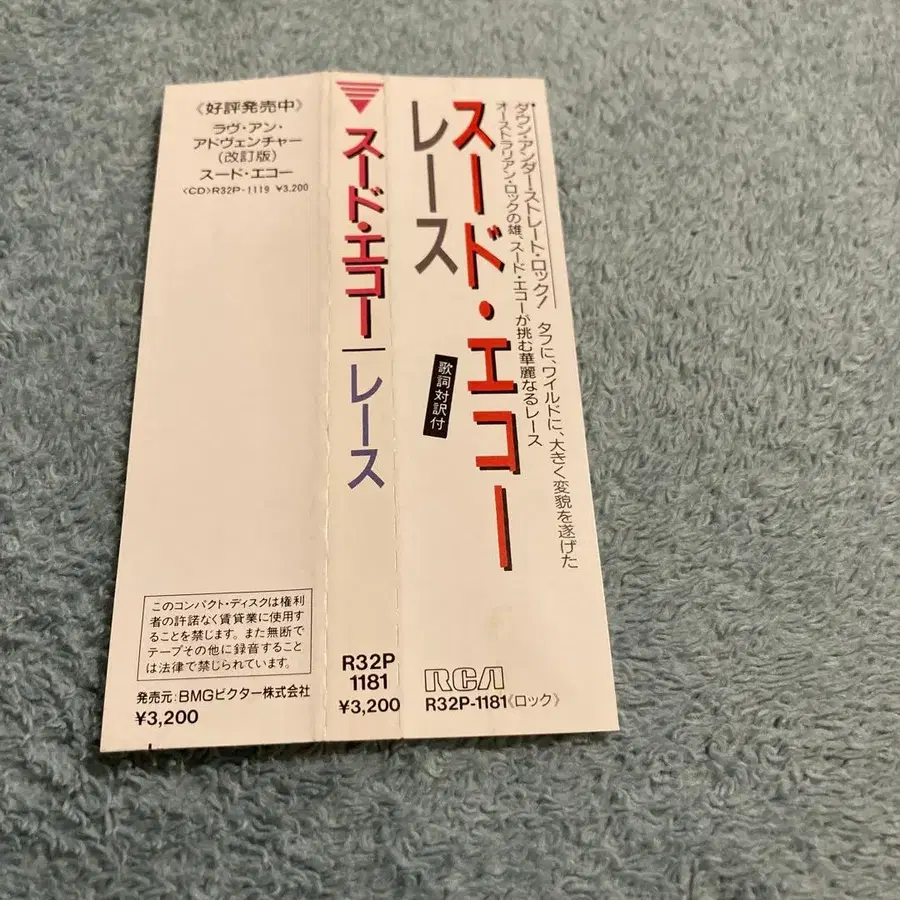 《好評発売中》
ラヴ・アン・
アドヴェンチャー
(改訂版)
スード・エコー
〈CD〉R32P-1119 ¥3,200
このコンパクト・ディスクは権利
者の許諾なく賃貸業に使用す
ることを禁じます。また無断で
テープその他に録音すること
は法律で禁じられています。
発売元:BMGビクター株式会社
¥3,200
スード・エコー|レース
R32P
1181
¥3,200
ダウン・アンダー・ストレート・ロック! タフに、ワイルドに、大きく変貌を遂げた
オーストラリアン・ロックの雄、スード・エコーが挑む華麗なるレース
スード・エコー
レース
歌詞対訳付
RCA
R32P-1181《ロック》